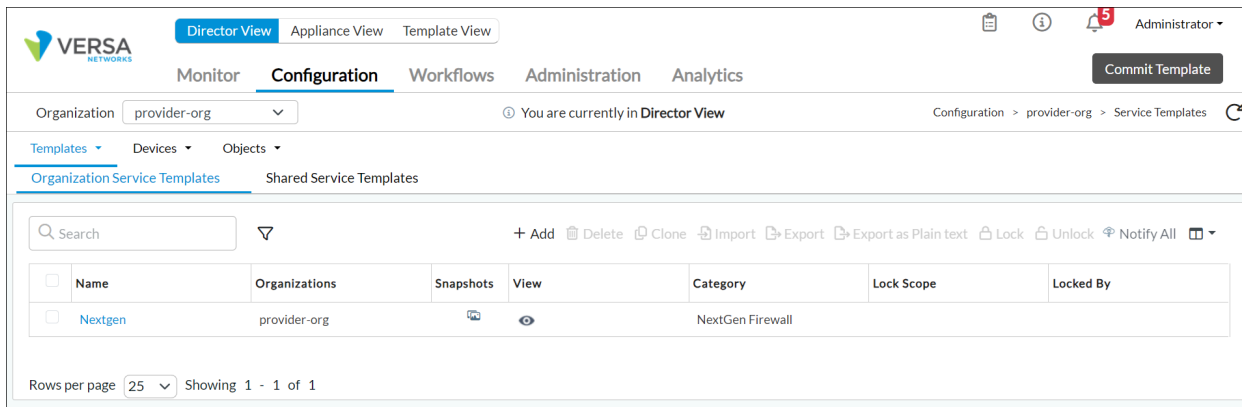 VERSA
NETWORKS
Director View Appliance View Template View
5
Administrator
Monitor Configuration Workflows Administration Analytics
Commit Template
Organization provider-org
You are currently in Director View
Configuration > provider-org > Service Templates
Templates Devices Objects
Organization Service Templates Shared Service Templates
Search
+ Add Delete Clone Import Export Export as Plain text Lock Unlock Notify All
Name Organizations Snapshots View Category Lock Scope Locked By
Nextgen provider-org NextGen Firewall
Rows per page 25 Showing 1 - 1 of 1